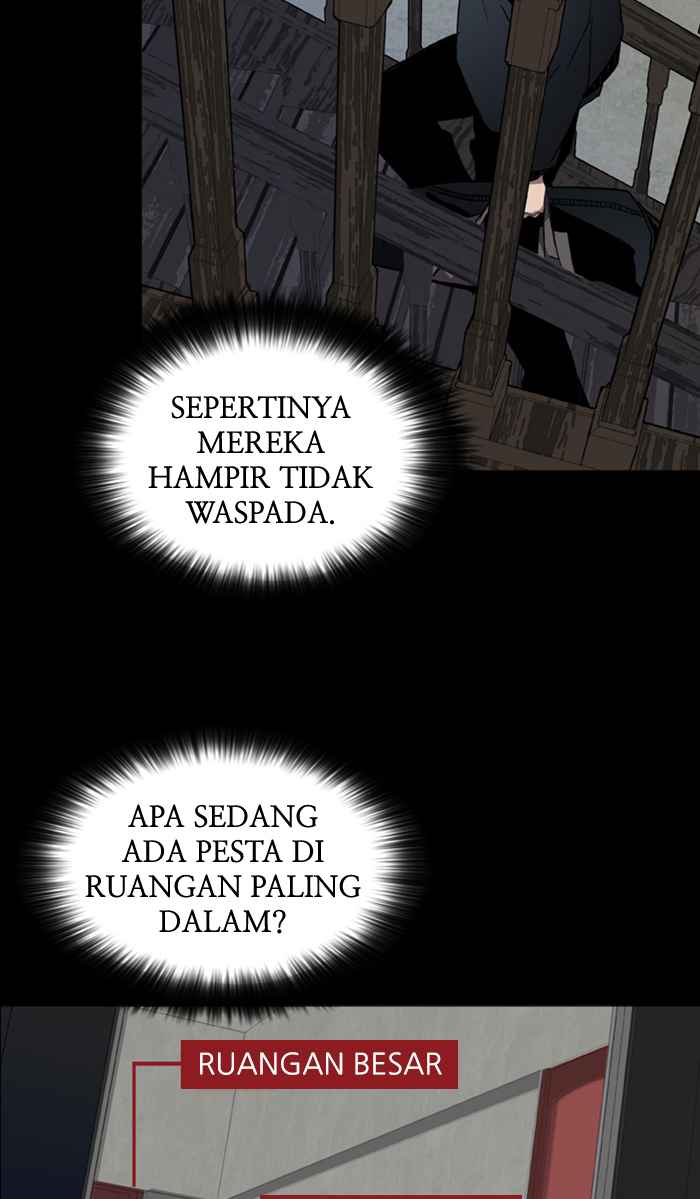 SEPERTINYA
MEREKA
HAMPIR TIDAK
WASPADA.
APA SEDANG
ADA PESTA DI
RUANGAN PALING
DALAM?
RUANGAN BESAR